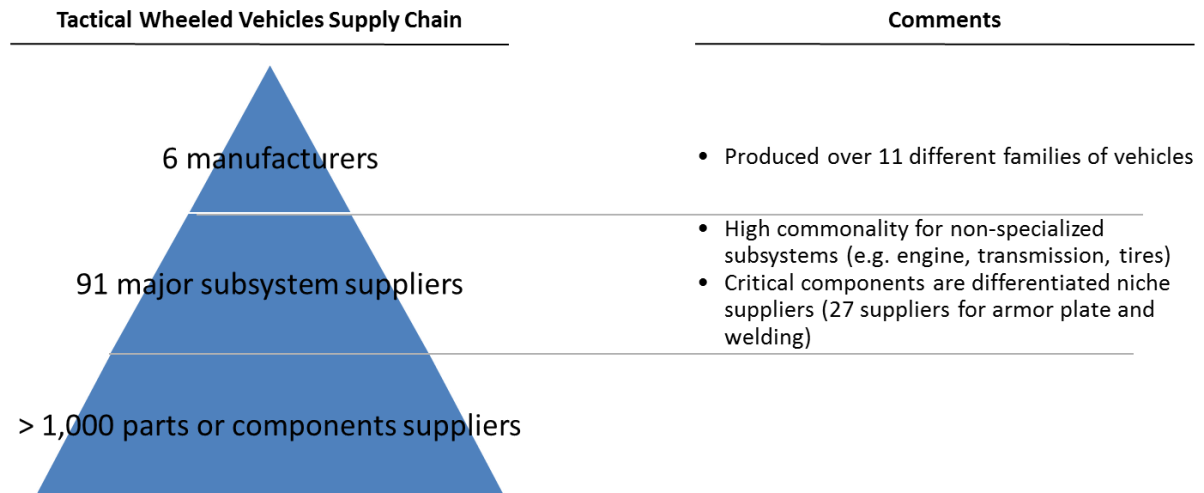 Tactical Wheeled Vehicles Supply Chain
Comments
6 manufacturers
• Produced over 11 different families of vehicles
91 major subsystem suppliers
• High commonality for non-specialized
subsystems (e.g. engine, transmission, tires)
• Critical components are differentiated niche
suppliers (27 suppliers for armor plate and
welding)
> 1,000 parts or components suppliers